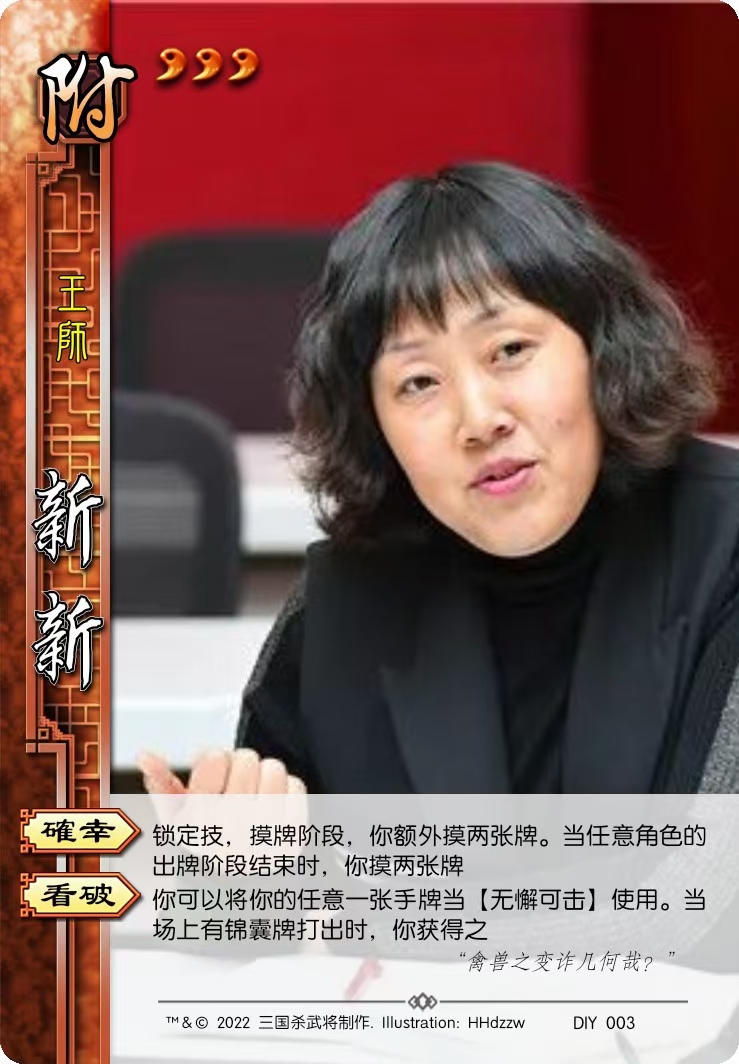 附
王師
新新
確幸
锁定技，摸牌阶段，你额外摸两张牌。当任意角色的
出牌阶段结束时，你摸两张牌
看破
你可以将你的任意一张手牌当【无懈可击】使用。当
场上有锦囊牌打出时，你获得之
“禽兽之变诈几何哉？”
™&© 2022 三国杀武将制作. Illustration: HHdzzw DIY 003